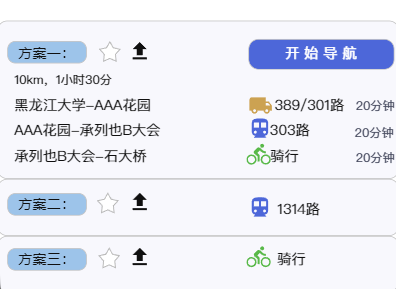 方案一： 开始导航
10km，1小时30分
黑龙江大学–AAA花园 389/301路 20分钟
AAA花园–承列也B大会 303路 20分钟
承列也B大会–石大桥 骑行 20分钟
方案二： 1314路
方案三： 骑行